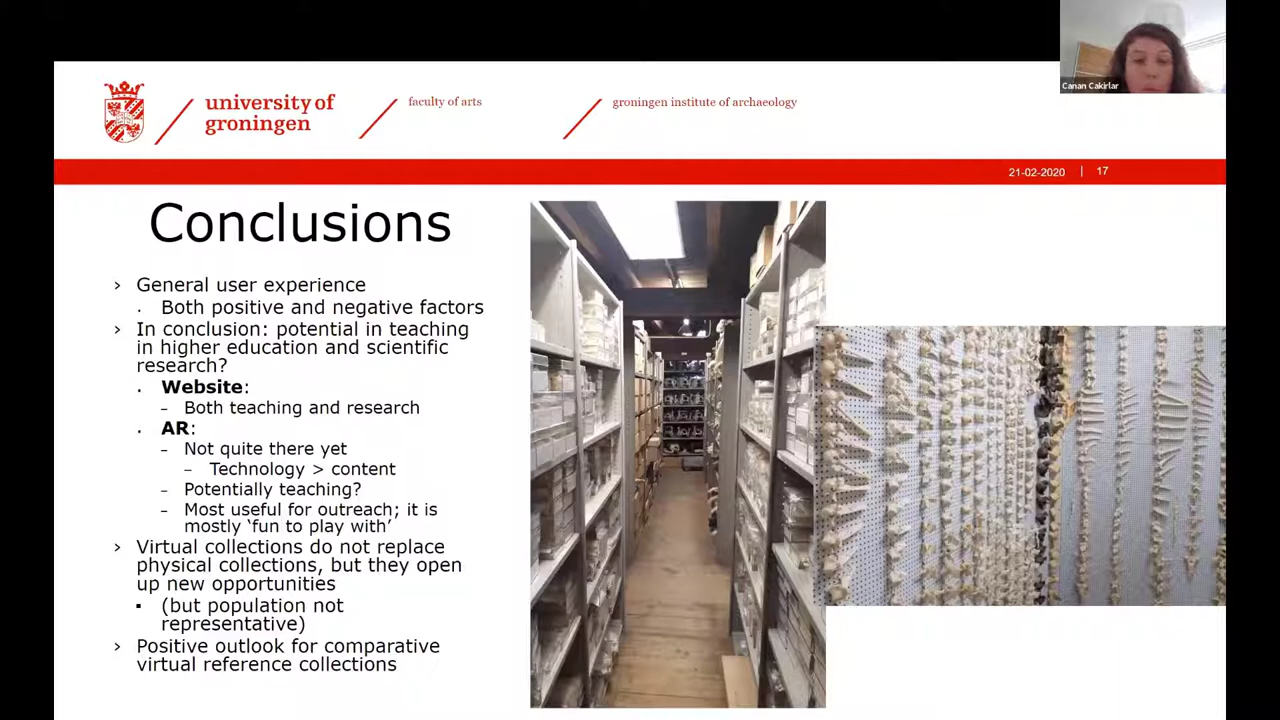 Canan Cakirlar
university of
groningen
faculty of arts
groningen institute of archaeology
21-02-2020 | 17
Conclusions
› General user experience
. Both positive and negative factors
› In conclusion: potential in teaching
in higher education and scientific
research?
. Website:
– Both teaching and research
. AR:
– Not quite there yet
– Technology > content
– Potentially teaching?
– Most useful for outreach; it is
mostly ‘fun to play with’
› Virtual collections do not replace
physical collections, but they open
up new opportunities
▪ (but population not
representative)
› Positive outlook for comparative
virtual reference collections